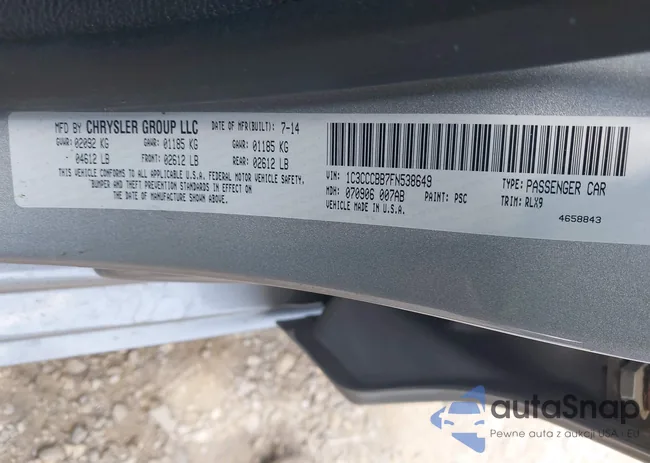 MFD BY CHRYSLER GROUP LLC DATE OF MFR(BUILT): 7-14
GVWR: 02092 KG GAWR: 01185 KG GAWR: 01185 KG
- 04612 LB FRONT: 02612 LB REAR: 02612 LB
THIS VEHICLE CONFORMS TO ALL APPLICABLE U.S.A. FEDERAL MOTOR VEHICLE SAFETY,
BUMPER AND THEFT PREVENTION STANDARDS IN EFFECT ON
THE DATE OF MANUFACTURE SHOWN ABOVE.
VIN: 1C3CCCBB7FN538649 TYPE: PASSENGER CAR
MDH: 070906 007AB PAINT: PSC TRIM: RLX9
VEHICLE MADE IN U.S.A. 4658843
autoSnap
Pewne auta z aukcji USA - EU